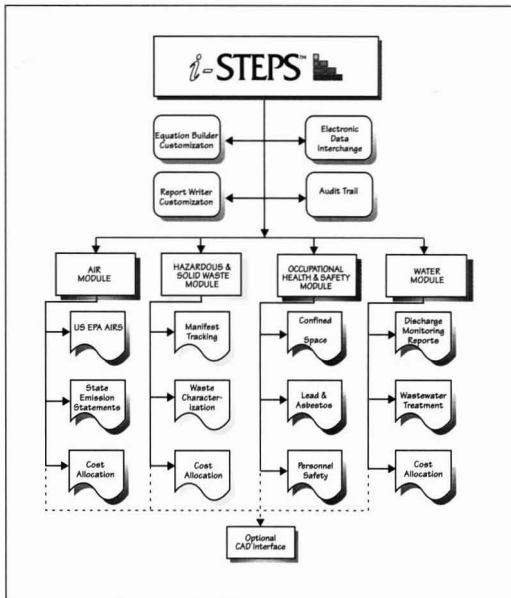 i-STEPS™
Equation Builder
Customizaton
Electronic
Data
Interchange
Report Writer
Customizaton
Audit Trail
AIR
MODULE
HAZARDOUS &
SOLID WASTE
MODULE
OCCUPATIONAL
HEALTH & SAFETY
MODULE
WATER
MODULE
US EPA AIRS
Manifest
Tracking
Confined
Space
Discharge
Monitoring
Reports
State
Emission
Statements
Waste
Character-
ization
Lead &
Asbestos
Wastewater
Treatment
Cost
Allocation
Cost
Allocation
Personnel
Safety
Cost
Allocation
Optional
CAD Interface